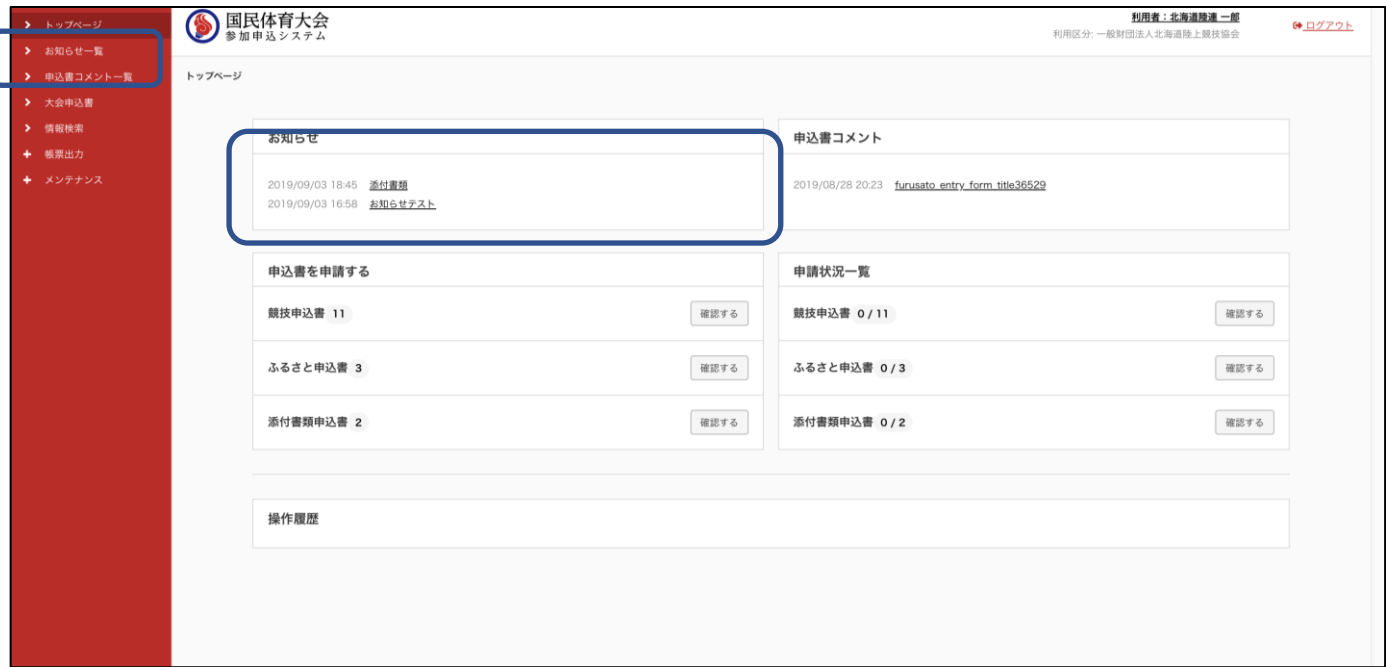 トップページ
お知らせ一覧
申込書コメント一覧
大会申込書
情報検索
帳票出力
メンテナンス
国民体育大会
参加申込システム
利用者：北海道陸連 一郎
利用区分: 一般財団法人北海道陸上競技協会
ログアウト
トップページ
お知らせ
2019/09/03 18:45 添付書類
2019/09/03 16:58 お知らせテスト
申込書コメント
2019/08/28 20:23 furusato_entry_form_title36529
申込書を申請する
競技申込書 11 確認する
ふるさと申込書 3 確認する
添付書類申込書 2 確認する
申請状況一覧
競技申込書 0 / 11 確認する
ふるさと申込書 0 / 3 確認する
添付書類申込書 0 / 2 確認する
操作履歴